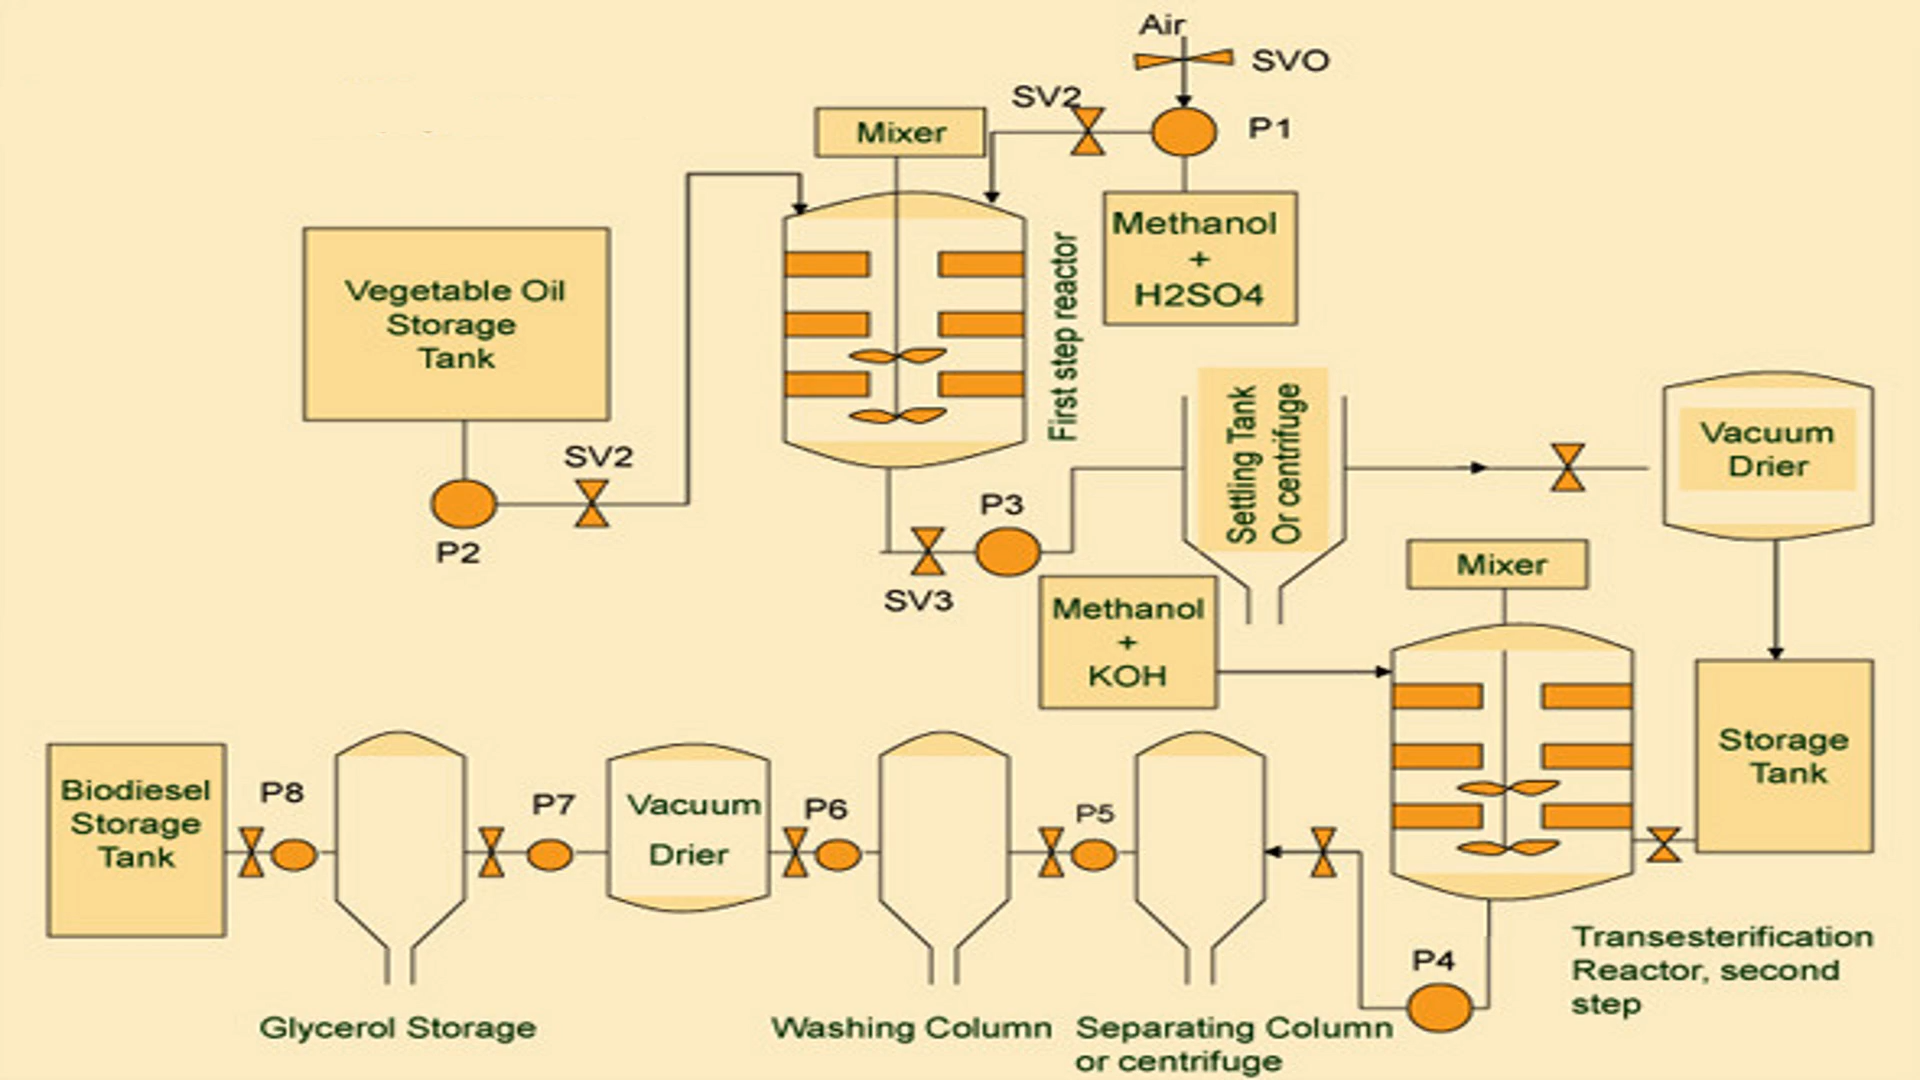 Air
SVO
SV2
P1
Mixer
Methanol
+
H2SO4
Vegetable Oil
Storage
Tank
First step reactor
Settling Tank
Or centrifuge
Vacuum
Drier
SV2
P2
P3
SV3
Mixer
Methanol
+
KOH
Storage
Tank
Biodiesel
Storage
Tank
P8
P7
Vacuum
Drier
P6
P5
P4
Transesterification
Reactor, second
step
Glycerol Storage
Washing Column
Separating Column
or centrifuge